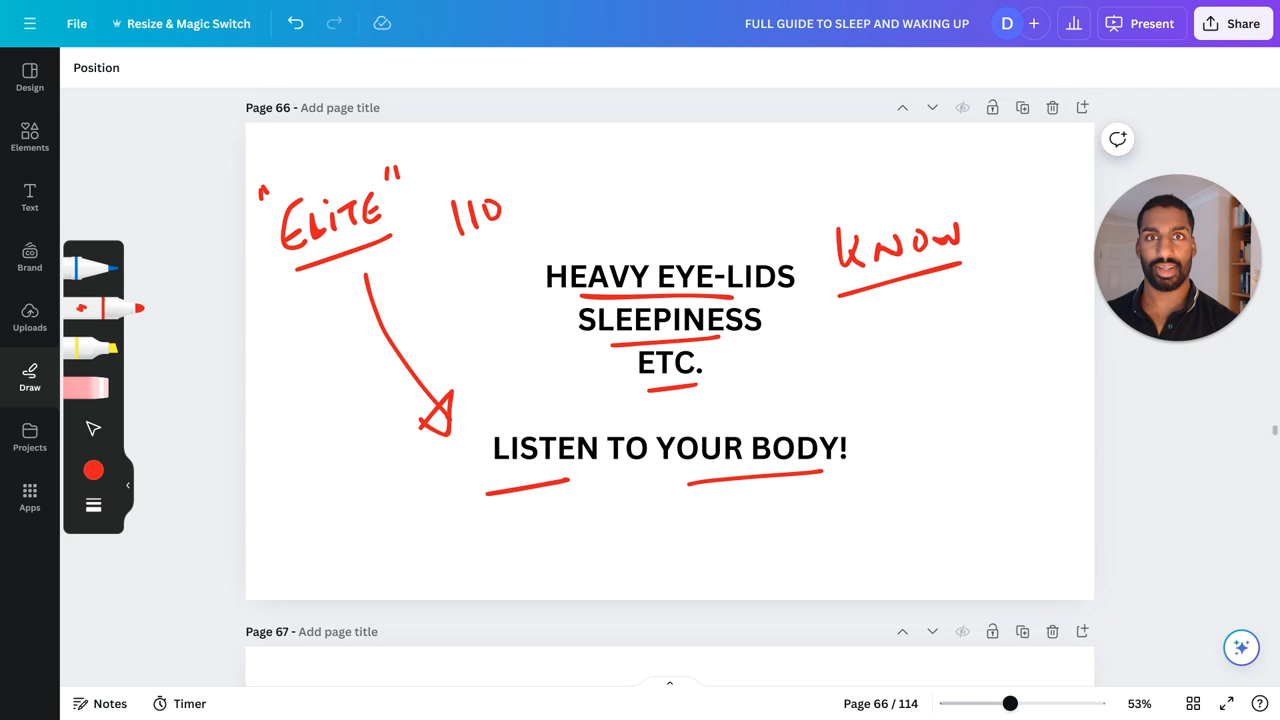 File
Resize & Magic Switch
FULL GUIDE TO SLEEP AND WAKING UP
D
Present
Share
Position
Design
Elements
Text
Brand
Uploads
Draw
Projects
Apps
Page 66 - Add page title
"ELiTE"
110
KNOW
HEAVY EYE-LIDS
SLEEPINESS
ETC.
LISTEN TO YOUR BODY!
Page 67 - Add page title
Notes
Timer
Page 66 / 114
53%